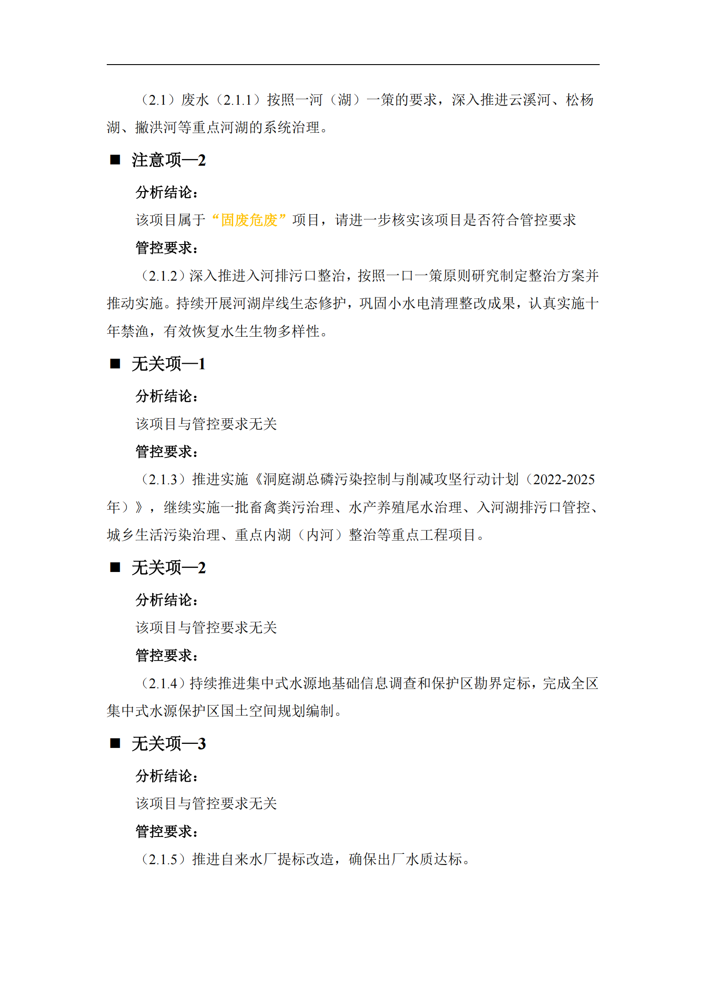 （2.1）废水（2.1.1）按照一河（湖）一策的要求，深入推进云溪河、松杨
湖、撇洪河等重点河湖的系统治理。
■ 注意项—2
分析结论：
该项目属于“固废危废”项目，请进一步核实该项目是否符合管控要求
管控要求：
（2.1.2）深入推进入河排污口整治，按照一口一策原则研究制定整治方案并
推动实施。持续开展河湖岸线生态修护，巩固小水电清理整改成果，认真实施十
年禁渔，有效恢复水生生物多样性。
■ 无关项—1
分析结论：
该项目与管控要求无关
管控要求：
（2.1.3）推进实施《洞庭湖总磷污染控制与削减攻坚行动计划（2022-2025
年）》，继续实施一批畜禽粪污治理、水产养殖尾水治理、入河湖排污口管控、
城乡生活污染治理、重点内湖（内河）整治等重点工程项目。
■ 无关项—2
分析结论：
该项目与管控要求无关
管控要求：
（2.1.4）持续推进集中式水源地基础信息调查和保护区勘界定标，完成全区
集中式水源保护区国土空间规划编制。
■ 无关项—3
分析结论：
该项目与管控要求无关
管控要求：
（2.1.5）推进自来水厂提标改造，确保出厂水质达标。